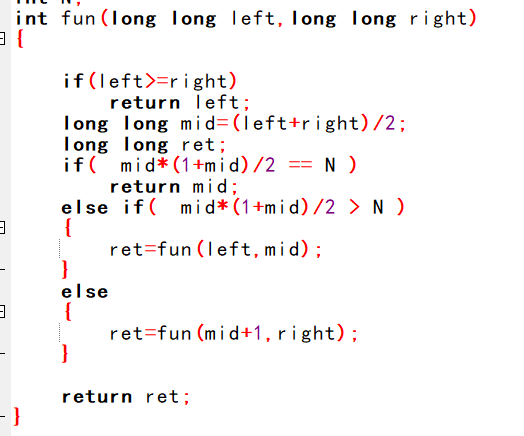 int N;
int fun(long long left,long long right)
{
if(left>=right)
return left;
long long mid=(left+right)/2;
long long ret;
if( mid*(1+mid)/2 == N )
return mid;
else if( mid*(1+mid)/2 > N )
{
ret=fun(left,mid);
}
else
{
ret=fun(mid+1,right);
}
return ret;
}